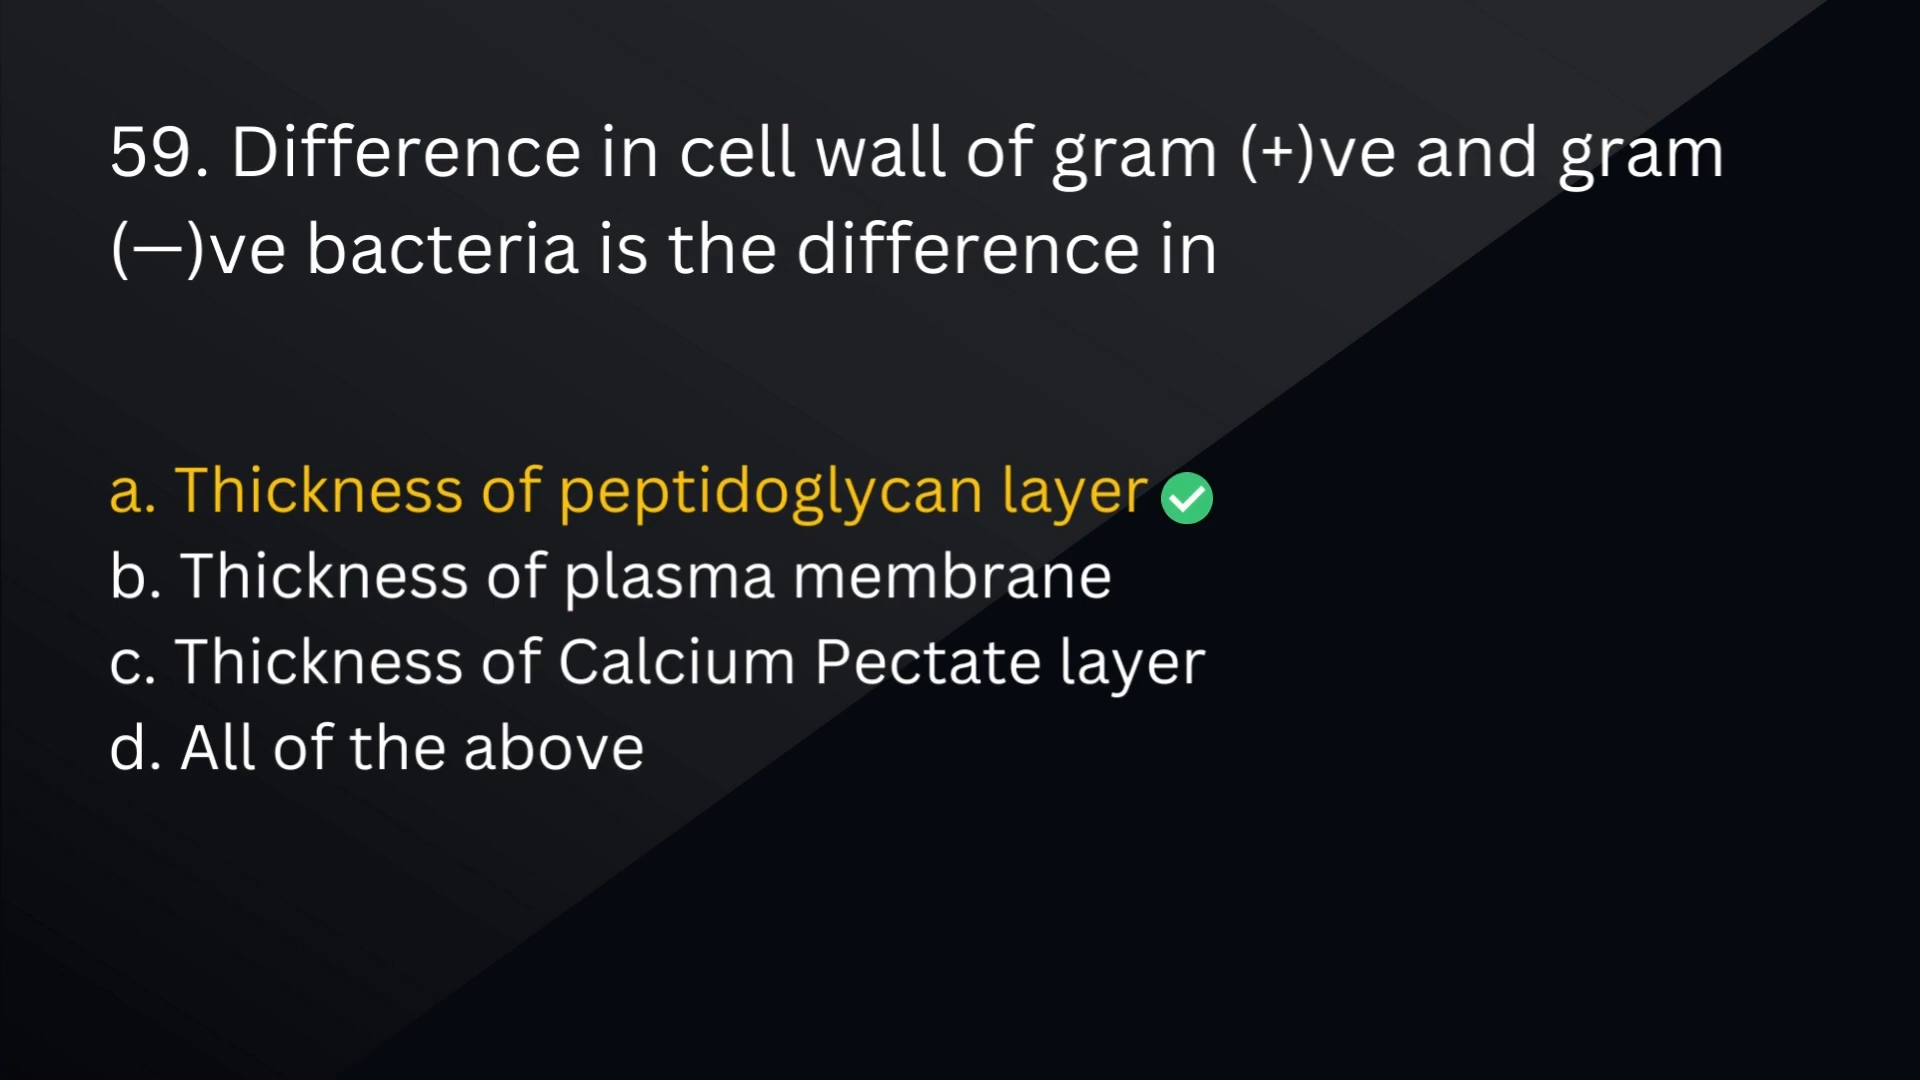 59. Difference in cell wall of gram (+)ve and gram
(—)ve bacteria is the difference in
a. Thickness of peptidoglycan layer
b. Thickness of plasma membrane
c. Thickness of Calcium Pectate layer
d. All of the above